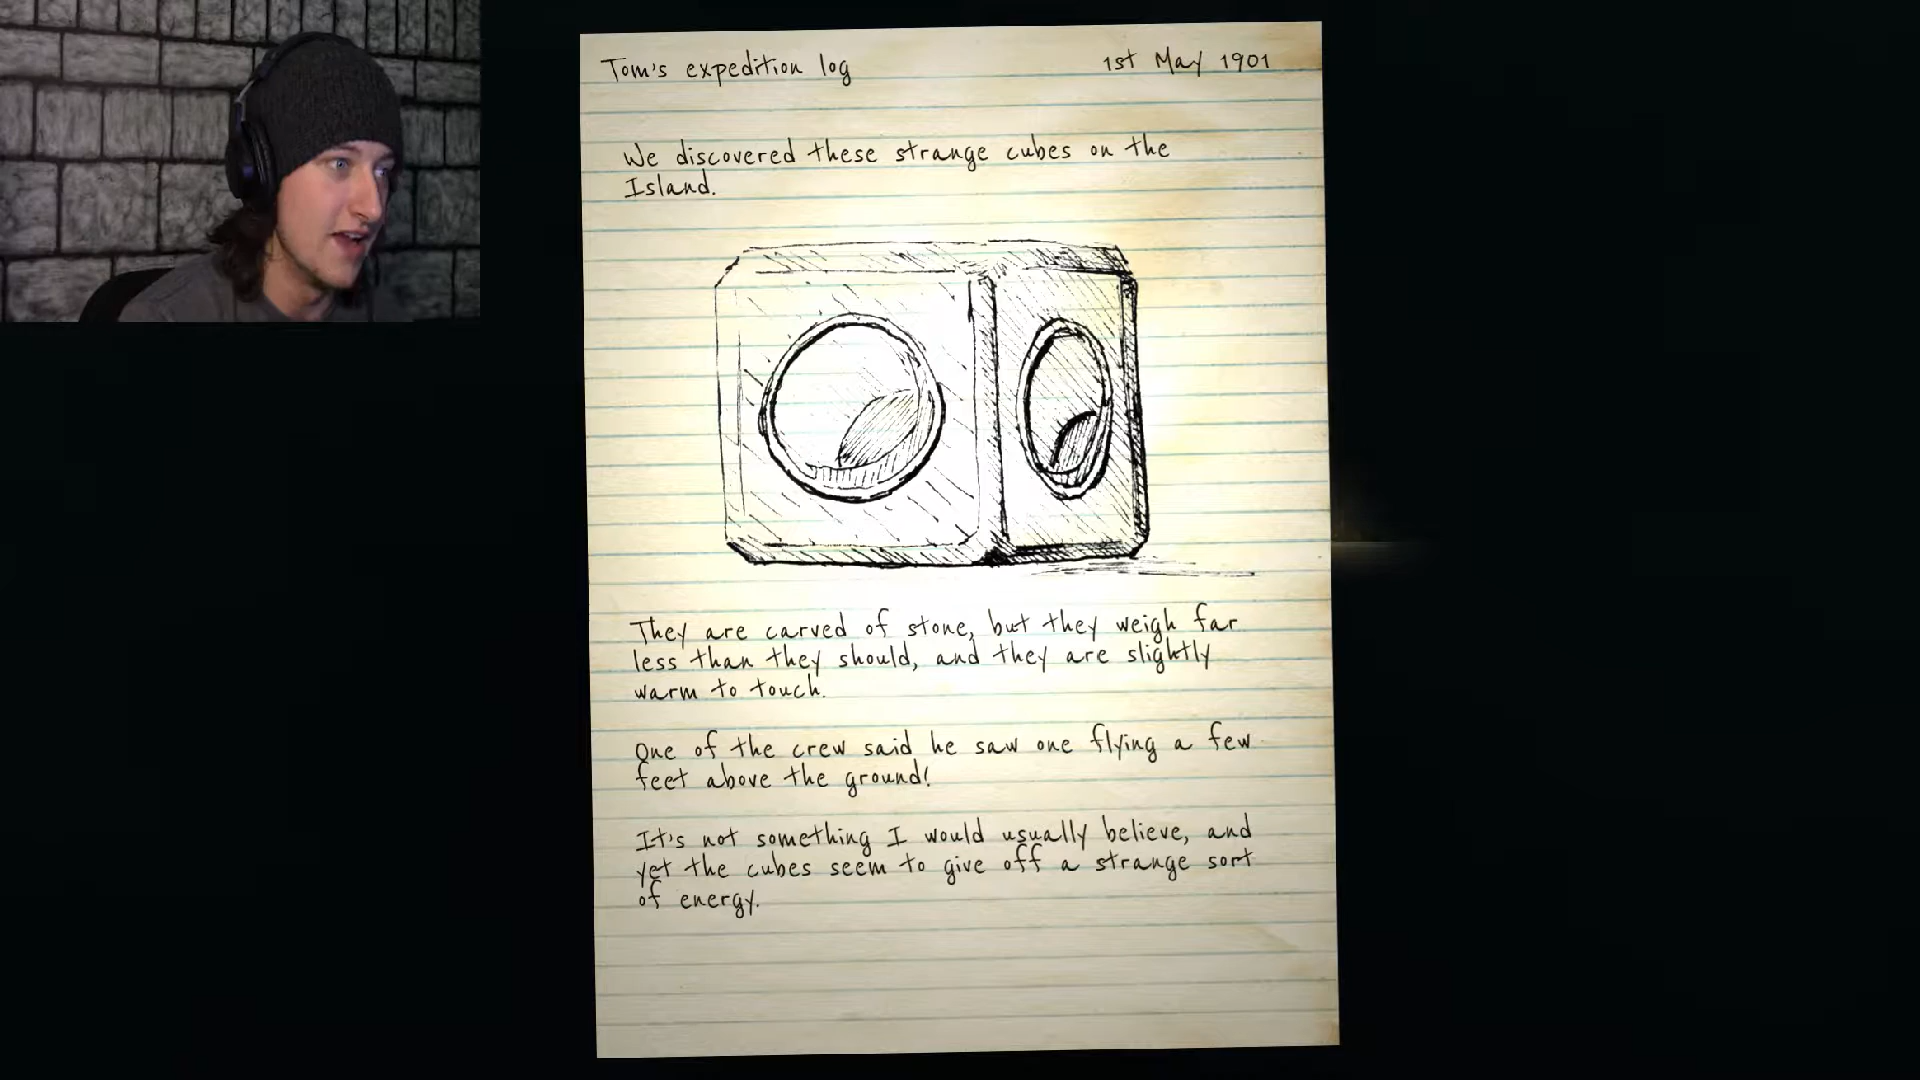 Tom's expedition log
1st May 1901
We discovered these strange cubes on the
Island.
They are carved of stone, but they weigh far
less than they should, and they are slightly
warm to touch.
One of the crew said he saw one flying a few
feet above the ground!
It's not something I would usually believe, and
yet the cubes seem to give off a strange sort
of energy.